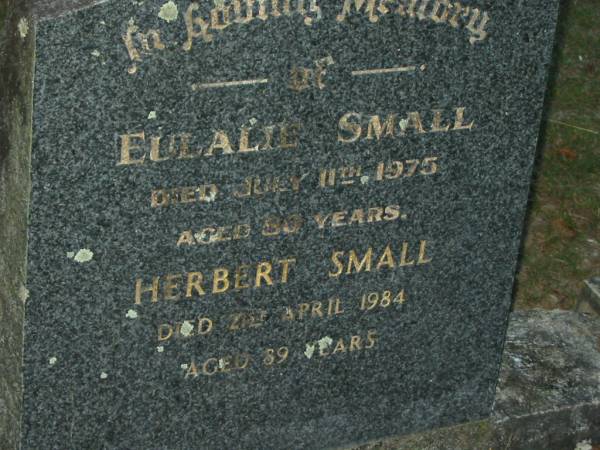 In Loving Memory
of
EULALIE SMALL
DIED JULY 11TH 1975
AGED 80 YEARS.
HERBERT SMALL
DIED APRIL 1984
AGED 89 YEARS